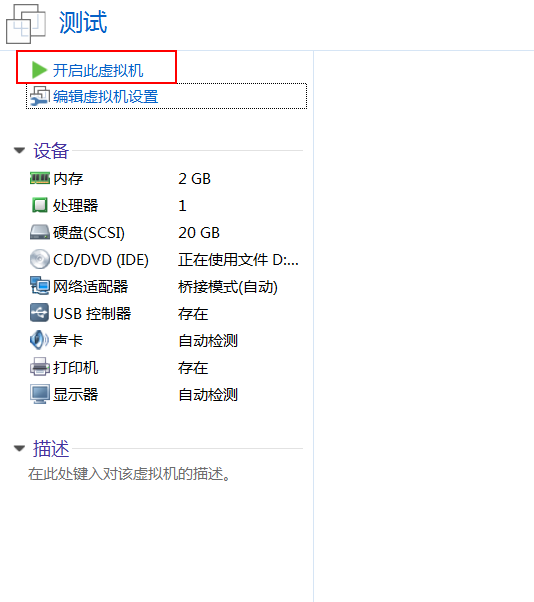 测试
开启此虚拟机
编辑虚拟机设置
设备
内存 2 GB
处理器 1
硬盘(SCSI) 20 GB
CD/DVD (IDE) 正在使用文件 D:...
网络适配器 桥接模式(自动)
USB 控制器 存在
声卡 自动检测
打印机 存在
显示器 自动检测
描述
在此处键入对该虚拟机的描述。